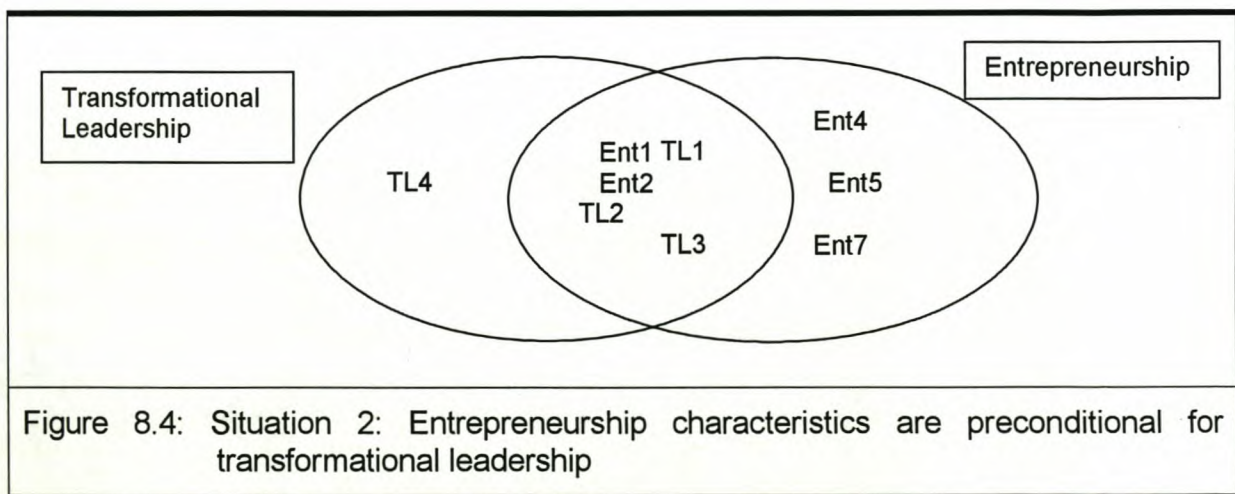 Transformational
Leadership
Entrepreneurship
TL4
Ent1 TL1
Ent2
TL2
TL3
Ent4
Ent5
Ent7
Figure 8.4: Situation 2: Entrepreneurship characteristics are preconditional for
transformational leadership